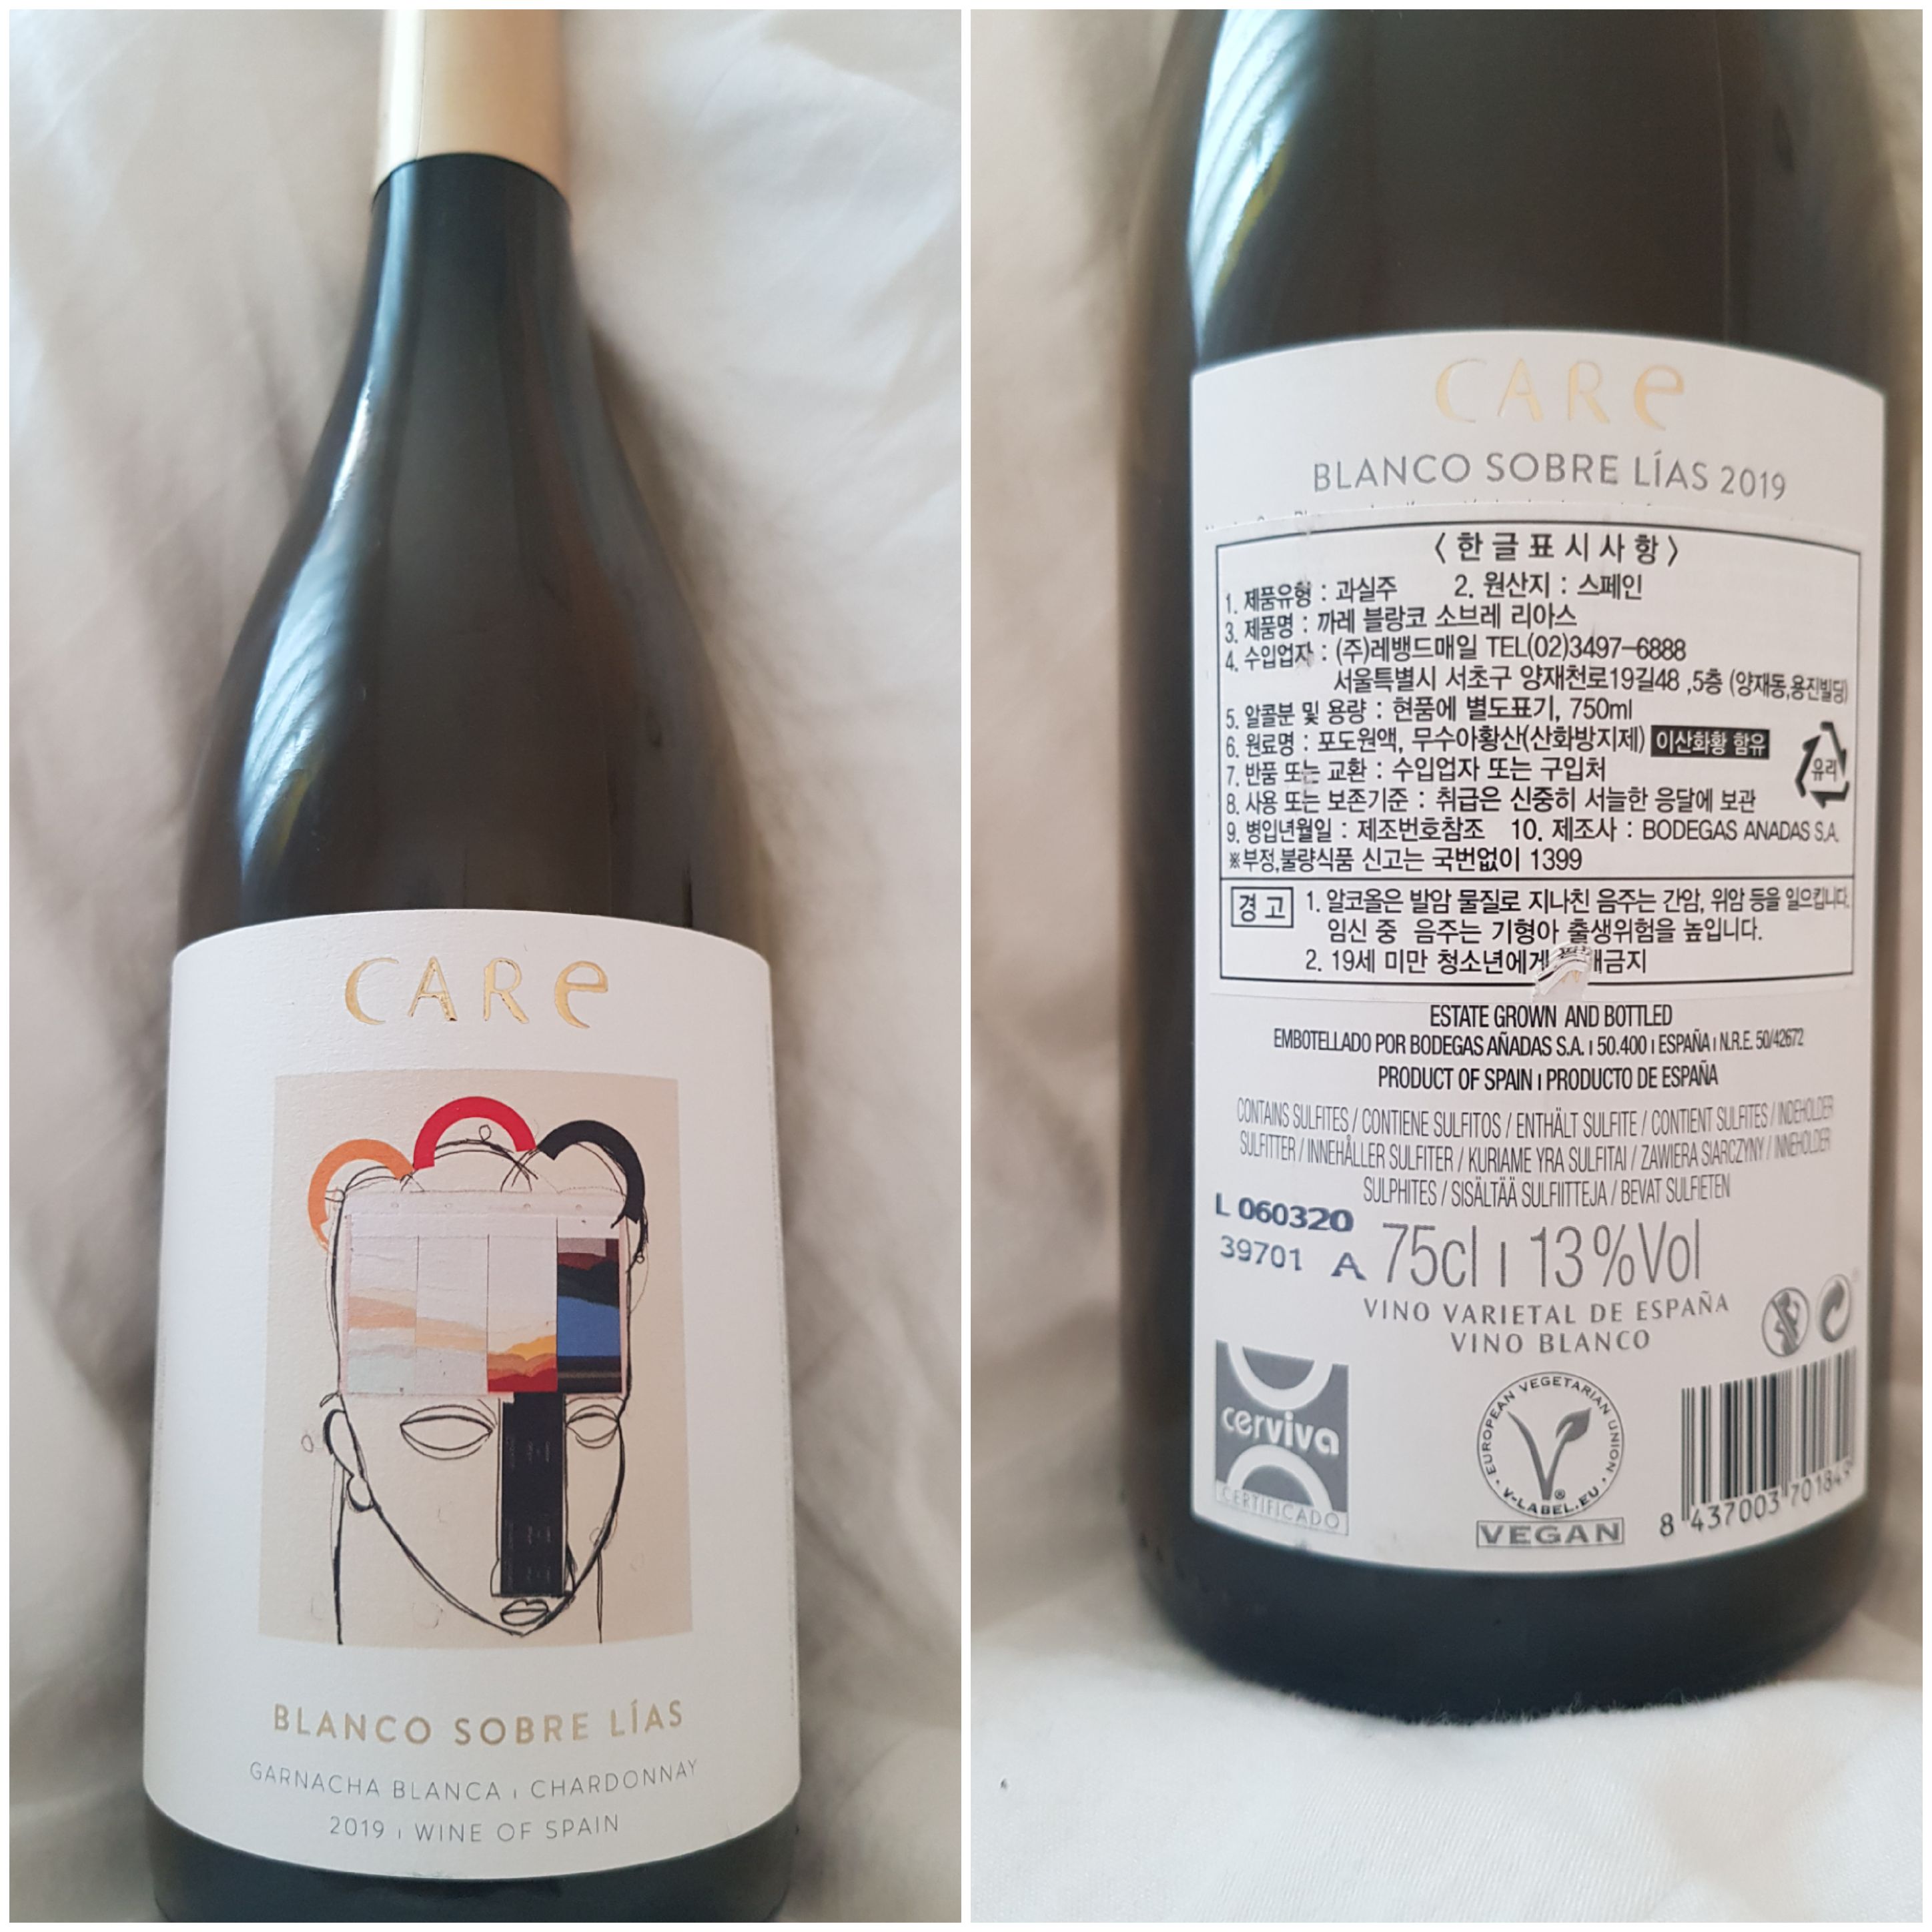 CARe
BLANCO SOBRE LÍAS
GARNACHA BLANCA | CHARDONNAY
2019 | WINE OF SPAIN
CARe
BLANCO SOBRE LÍAS 2019
〈한글표시사항〉
1. 제품유형 : 과실주 2. 원산지 : 스페인
3. 제품명 : 까레 블랑코 소브레 리아스
4. 수입업자 : (주)레뱅드매일 TEL(02)3497-6888
서울특별시 서초구 양재천로19길48 ,5층 (양재동,용진빌딩)
5. 알콜분 및 용량 : 현품에 별도표기, 750ml
6. 원료명 : 포도원액, 무수아황산(산화방지제) 이산화황 함유
유리
7. 반품 또는 교환 : 수입업자 또는 구입처
8. 사용 또는 보존기준 : 취급은 신중히 서늘한 응달에 보관
9. 병입년월일 : 제조번호참조 10. 제조사 : BODEGAS ANADAS S.A.
※부정,불량식품 신고는 국번없이 1399
경고 1. 알코올은 발암 물질로 지나친 음주는 간암, 위암 등을 일으킵니다.
임신 중 음주는 기형아 출생위험을 높입니다.
2. 19세 미만 청소년에게 금지
ESTATE GROWN AND BOTTLED
EMBOTELLADO POR BODEGAS AÑADAS S.A. | 50.400 | ESPAÑA | N.R.E. 50/42672
PRODUCT OF SPAIN | PRODUCTO DE ESPAÑA
CONTAINS SULFITES / CONTIENE SULFITOS / ENTHÄLT SULFITE / CONTIENT SULFITES / INDEHOLDER
SULFITTER / INNEHÅLLER SULFITER / KURIAME YRA SULFITAI / ZAWIERA SIARCZYNY / INNEHOLDER
SULPHITES / SISÄLTÄÄ SULFIITTEJA / BEVAT SULFIETEN
L 060320
39701 A
75cl | 13%Vol
VINO VARIETAL DE ESPAÑA
VINO BLANCO
cerviva
CERTIFICADO
EUROPEAN VEGETARIAN UNION
V-LABEL.EU
VEGAN
8 437003 701849